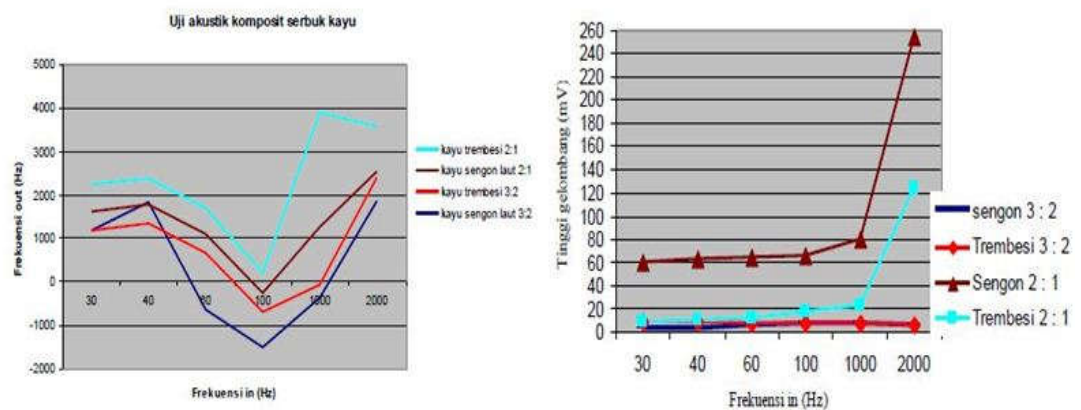 Uji akustik komposit serbuk kayu
5000
4000
3000
2000
1000
0
-1000
-2000
Frekuensi out (Hz)
30 40 60 100 1000 2000
Frekuensi in (Hz)
kayu trembesi 2:1
kayu sengon laut 2:1
kayu trembesi 3:2
kayu sengon laut 3:2
260
240
220
200
180
160
140
120
100
80
60
40
20
0
Tinggi gelombang (mV)
30 40 60 100 1000 2000
Frekuensi in (Hz)
sengon 3 : 2
Trembesi 3 : 2
Sengon 2 : 1
Trembesi 2 : 1